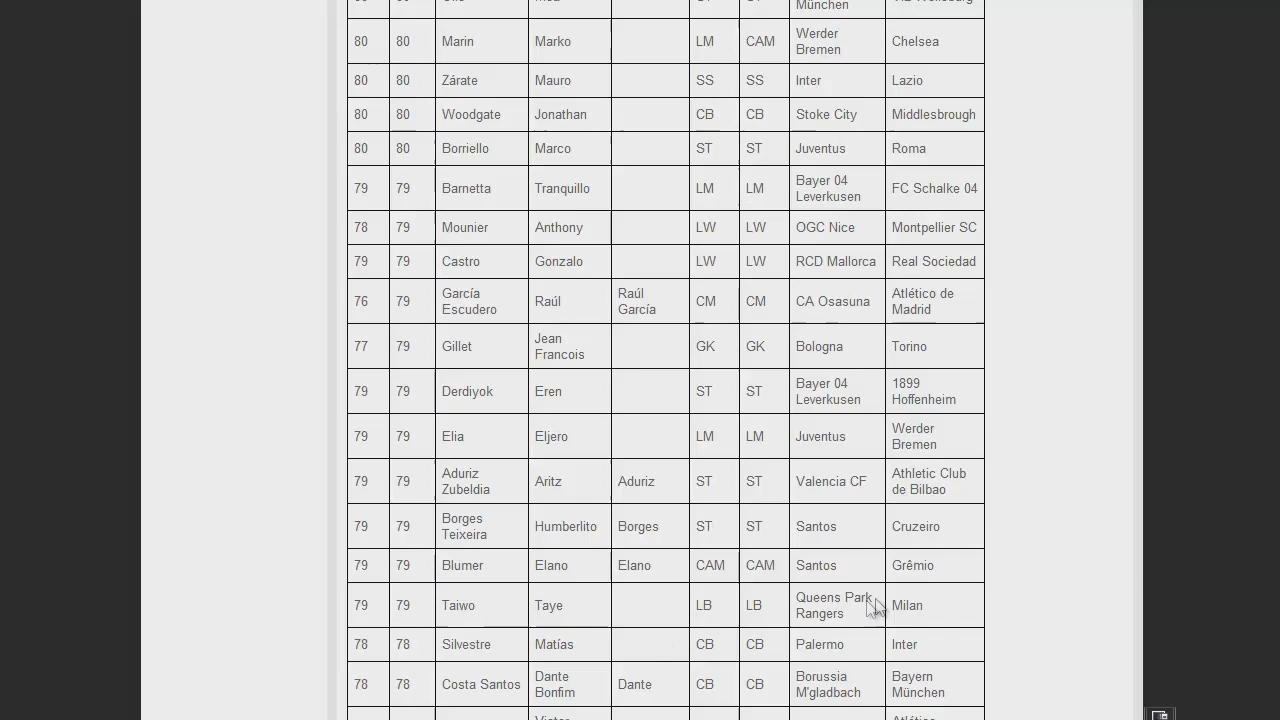 München
80 80 Marin Marko LM CAM Werder Bremen Chelsea
80 80 Zárate Mauro SS SS Inter Lazio
80 80 Woodgate Jonathan CB CB Stoke City Middlesbrough
80 80 Borriello Marco ST ST Juventus Roma
79 79 Barnetta Tranquillo LM LM Bayer 04 Leverkusen FC Schalke 04
78 79 Mounier Anthony LW LW OGC Nice Montpellier SC
79 79 Castro Gonzalo LW LW RCD Mallorca Real Sociedad
76 79 García Escudero Raúl Raúl García CM CM CA Osasuna Atlético de Madrid
77 79 Gillet Jean Francois GK GK Bologna Torino
79 79 Derdiyok Eren ST ST Bayer 04 Leverkusen 1899 Hoffenheim
79 79 Elia Eljero LM LM Juventus Werder Bremen
79 79 Aduriz Zubeldia Aritz Aduriz ST ST Valencia CF Athletic Club de Bilbao
79 79 Borges Teixeira Humberlito Borges ST ST Santos Cruzeiro
79 79 Blumer Elano Elano CAM CAM Santos Grêmio
79 79 Taiwo Taye LB LB Queens Park Rangers Milan
78 78 Silvestre Matías CB CB Palermo Inter
78 78 Costa Santos Dante Bonfim Dante CB CB Borussia M'gladbach Bayern München